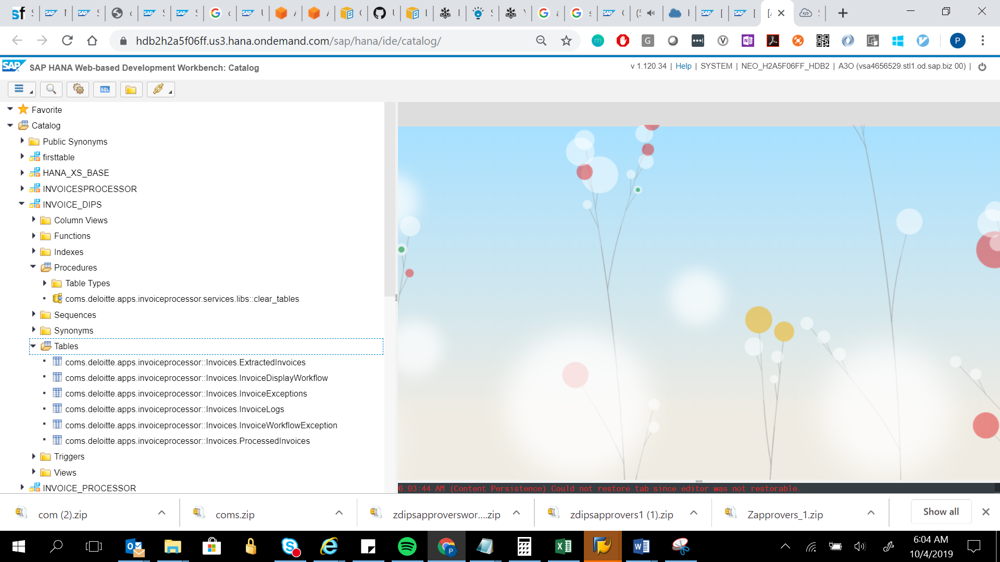 hdb2h2a5f06ff.us3.hana.ondemand.com/sap/hana/ide/catalog/
P
SAP SAP HANA Web-based Development Workbench: Catalog
v 1.120.34 | Help | SYSTEM | NEO_H2A5F06FF_HDB2 | A3O (vsa4656529.stl1.od.sap.biz 00) |
SQL
Favorite
Catalog
Public Synonyms
firsttable
HANA_XS_BASE
INVOICESPROCESSOR
INVOICE_DIPS
Column Views
Functions
Indexes
Procedures
Table Types
coms.deloitte.apps.invoiceprocessor.services.libs::clear_tables
Sequences
Synonyms
Tables
coms.deloitte.apps.invoiceprocessor::Invoices.ExtractedInvoices
coms.deloitte.apps.invoiceprocessor::Invoices.InvoiceDisplayWorkflow
coms.deloitte.apps.invoiceprocessor::Invoices.InvoiceExceptions
coms.deloitte.apps.invoiceprocessor::Invoices.InvoiceLogs
coms.deloitte.apps.invoiceprocessor::Invoices.InvoiceWorkflowException
coms.deloitte.apps.invoiceprocessor::Invoices.ProcessedInvoices
Triggers
Views
INVOICE_PROCESSOR
6:03:44 AM (Content Persistence) Could not restore tab since editor was not restorable.
com (2).zip
coms.zip
zdipsapproverswor....zip
zdipsapprovers1 (1).zip
Zapprovers_1.zip
Show all
6:04 AM
10/4/2019